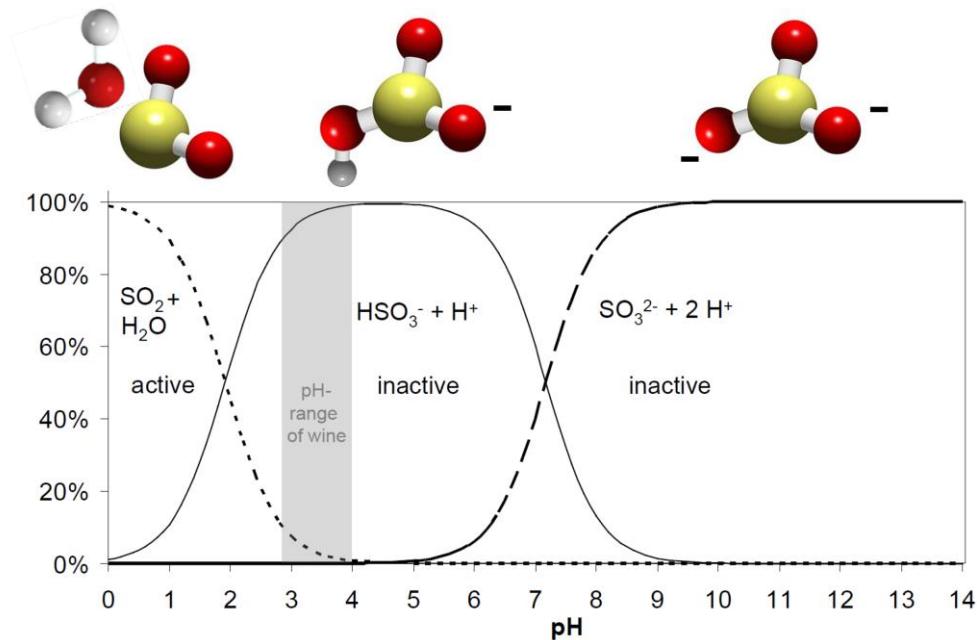 100%
80%
60%
40%
20%
0%
SO₂ +
H₂O
active
pH-
range
of wine
HSO₃⁻ + H⁺
inactive
SO₃²⁻ + 2 H⁺
inactive
0 1 2 3 4 5 6 7 8 9 10 11 12 13 14
pH